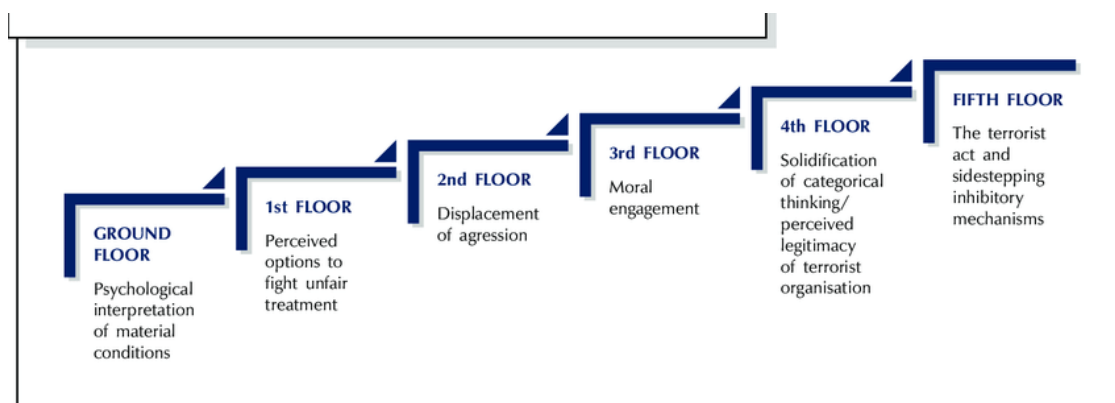 GROUND
FLOOR
Psychological
interpretation
of material
conditions
1st FLOOR
Perceived
options to
fight unfair
treatment
2nd FLOOR
Displacement
of agression
3rd FLOOR
Moral
engagement
4th FLOOR
Solidification
of categorical
thinking/
perceived
legitimacy
of terrorist
organisation
FIFTH FLOOR
The terrorist
act and
sidestepping
inhibitory
mechanisms